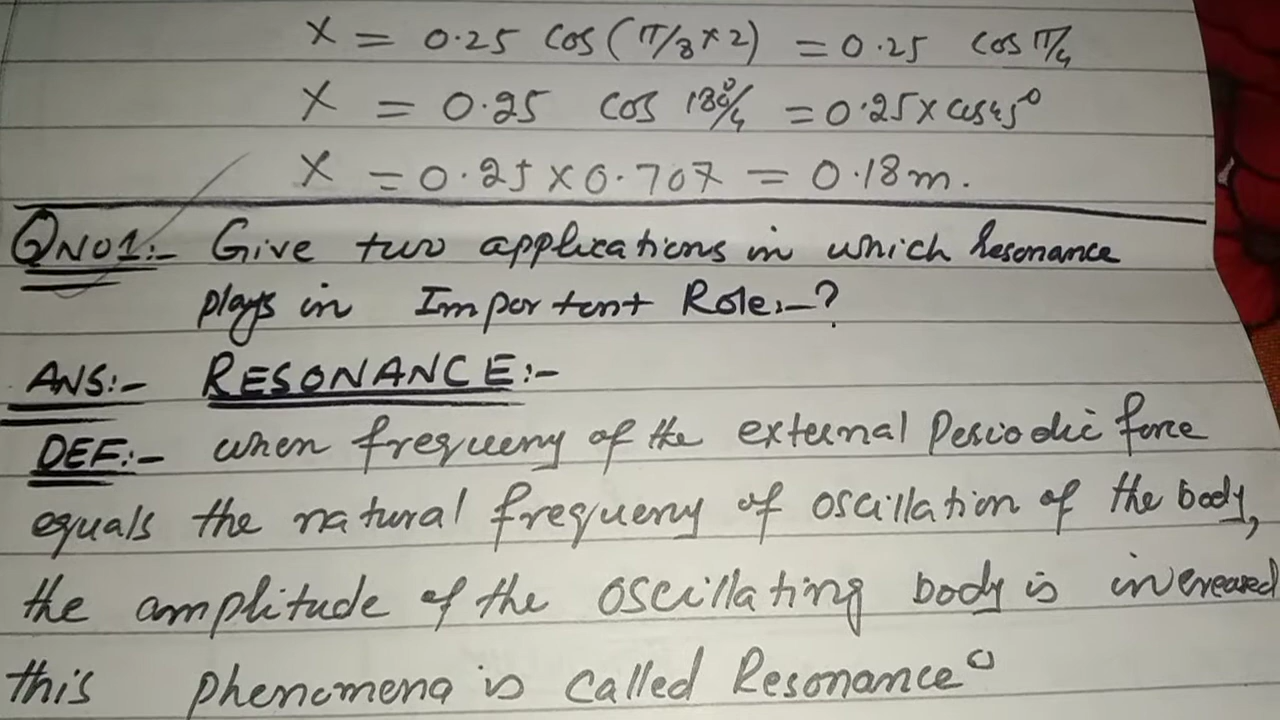 X = 0.25 cos(π/8×2) = 0.25 cos π/4
X = 0.25 cos 180°/4 = 0.25×cos45°
X = 0.25×0.707 = 0.18m.
QNO1:- Give two applications in which Resonance
plays in Important Role:-?
ANS:- RESONANCE:-
DEF:- when frequency of the external Periodic force
equals the natural frequency of oscillation of the body,
the amplitude of the oscillating body is increased
this phenomena is called Resonance